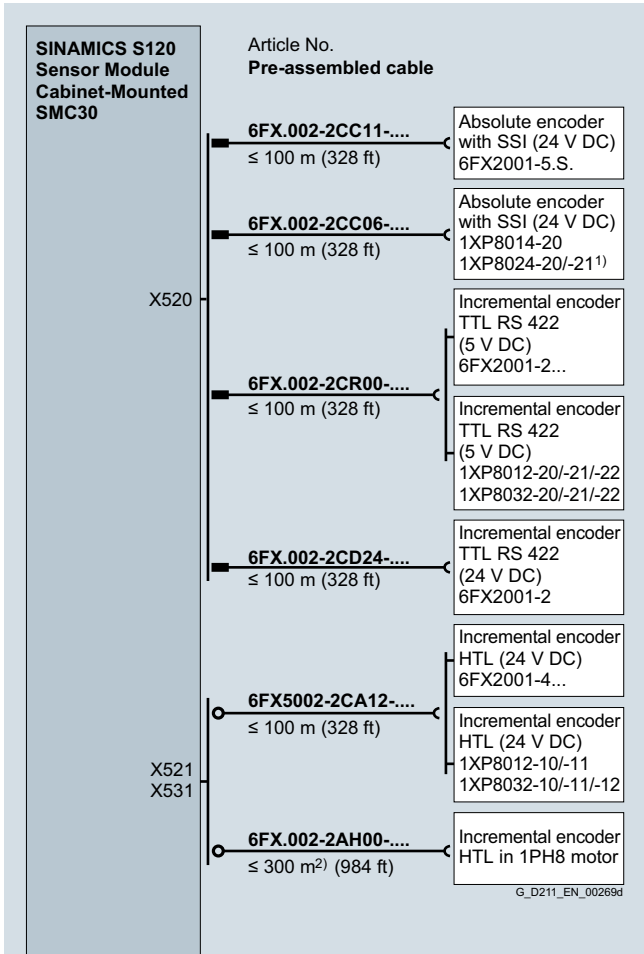 SINAMICS S120
Sensor Module
Cabinet-Mounted
SMC30
Article No.
Pre-assembled cable
X520
6FX.002-2CC11-....
≤ 100 m (328 ft)
Absolute encoder
with SSI (24 V DC)
6FX2001-5.S.
6FX.002-2CC06-....
≤ 100 m (328 ft)
Absolute encoder
with SSI (24 V DC)
1XP8014-20
1XP8024-20/-21¹⁾
6FX.002-2CR00-....
≤ 100 m (328 ft)
Incremental encoder
TTL RS 422
(5 V DC)
6FX2001-2...
Incremental encoder
TTL RS 422
(5 V DC)
1XP8012-20/-21/-22
1XP8032-20/-21/-22
6FX.002-2CD24-....
≤ 100 m (328 ft)
Incremental encoder
TTL RS 422
(24 V DC)
6FX2001-2
X521
X531
6FX5002-2CA12-....
≤ 100 m (328 ft)
Incremental encoder
HTL (24 V DC)
6FX2001-4...
Incremental encoder
HTL (24 V DC)
1XP8012-10/-11
1XP8032-10/-11/-12
6FX.002-2AH00-....
≤ 300 m²⁾ (984 ft)
Incremental encoder
HTL in 1PH8 motor
G_D211_EN_00269d